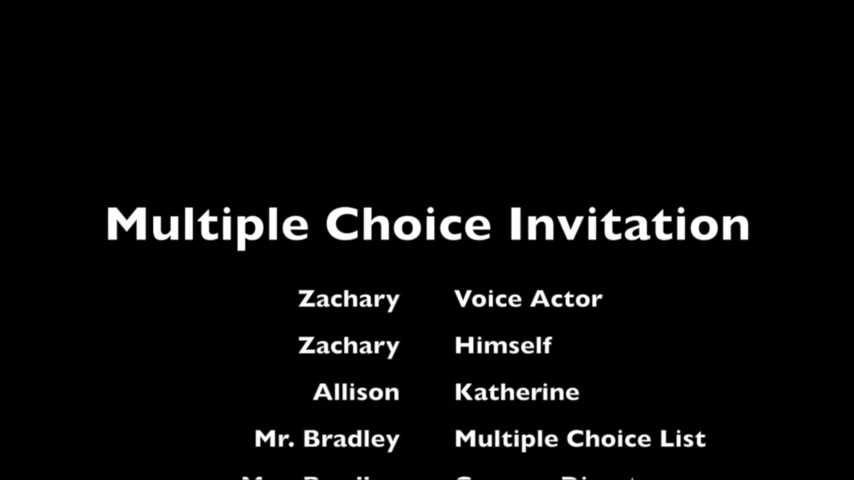 Multiple Choice Invitation
Zachary Voice Actor
Zachary Himself
Allison Katherine
Mr. Bradley Multiple Choice List